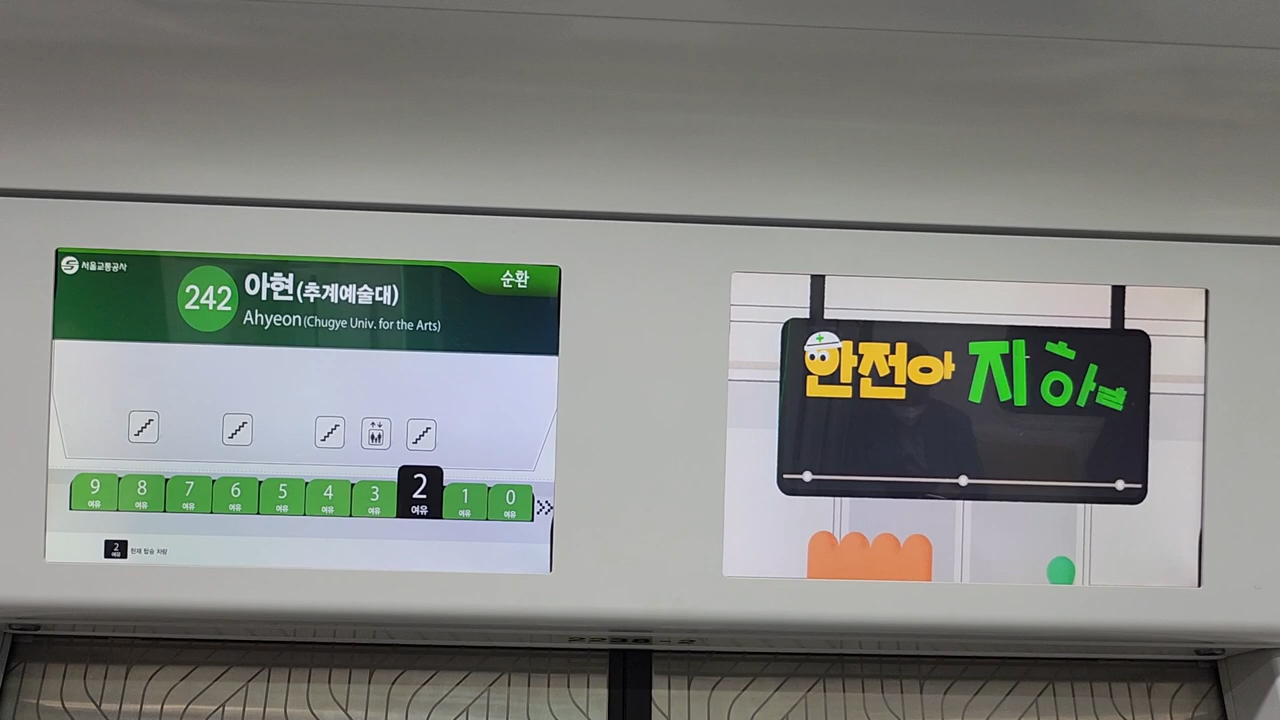 서울교통공사
순환
242
아현(추계예술대)
Ahyeon (Chugye Univ. for the Arts)
9 8 7 6 5 4 3 2 1 0
여유 여유 여유 여유 여유 여유 여유 여유 여유 여유
2
여유
현재 탑승 차량
안전아 지하
2238-2